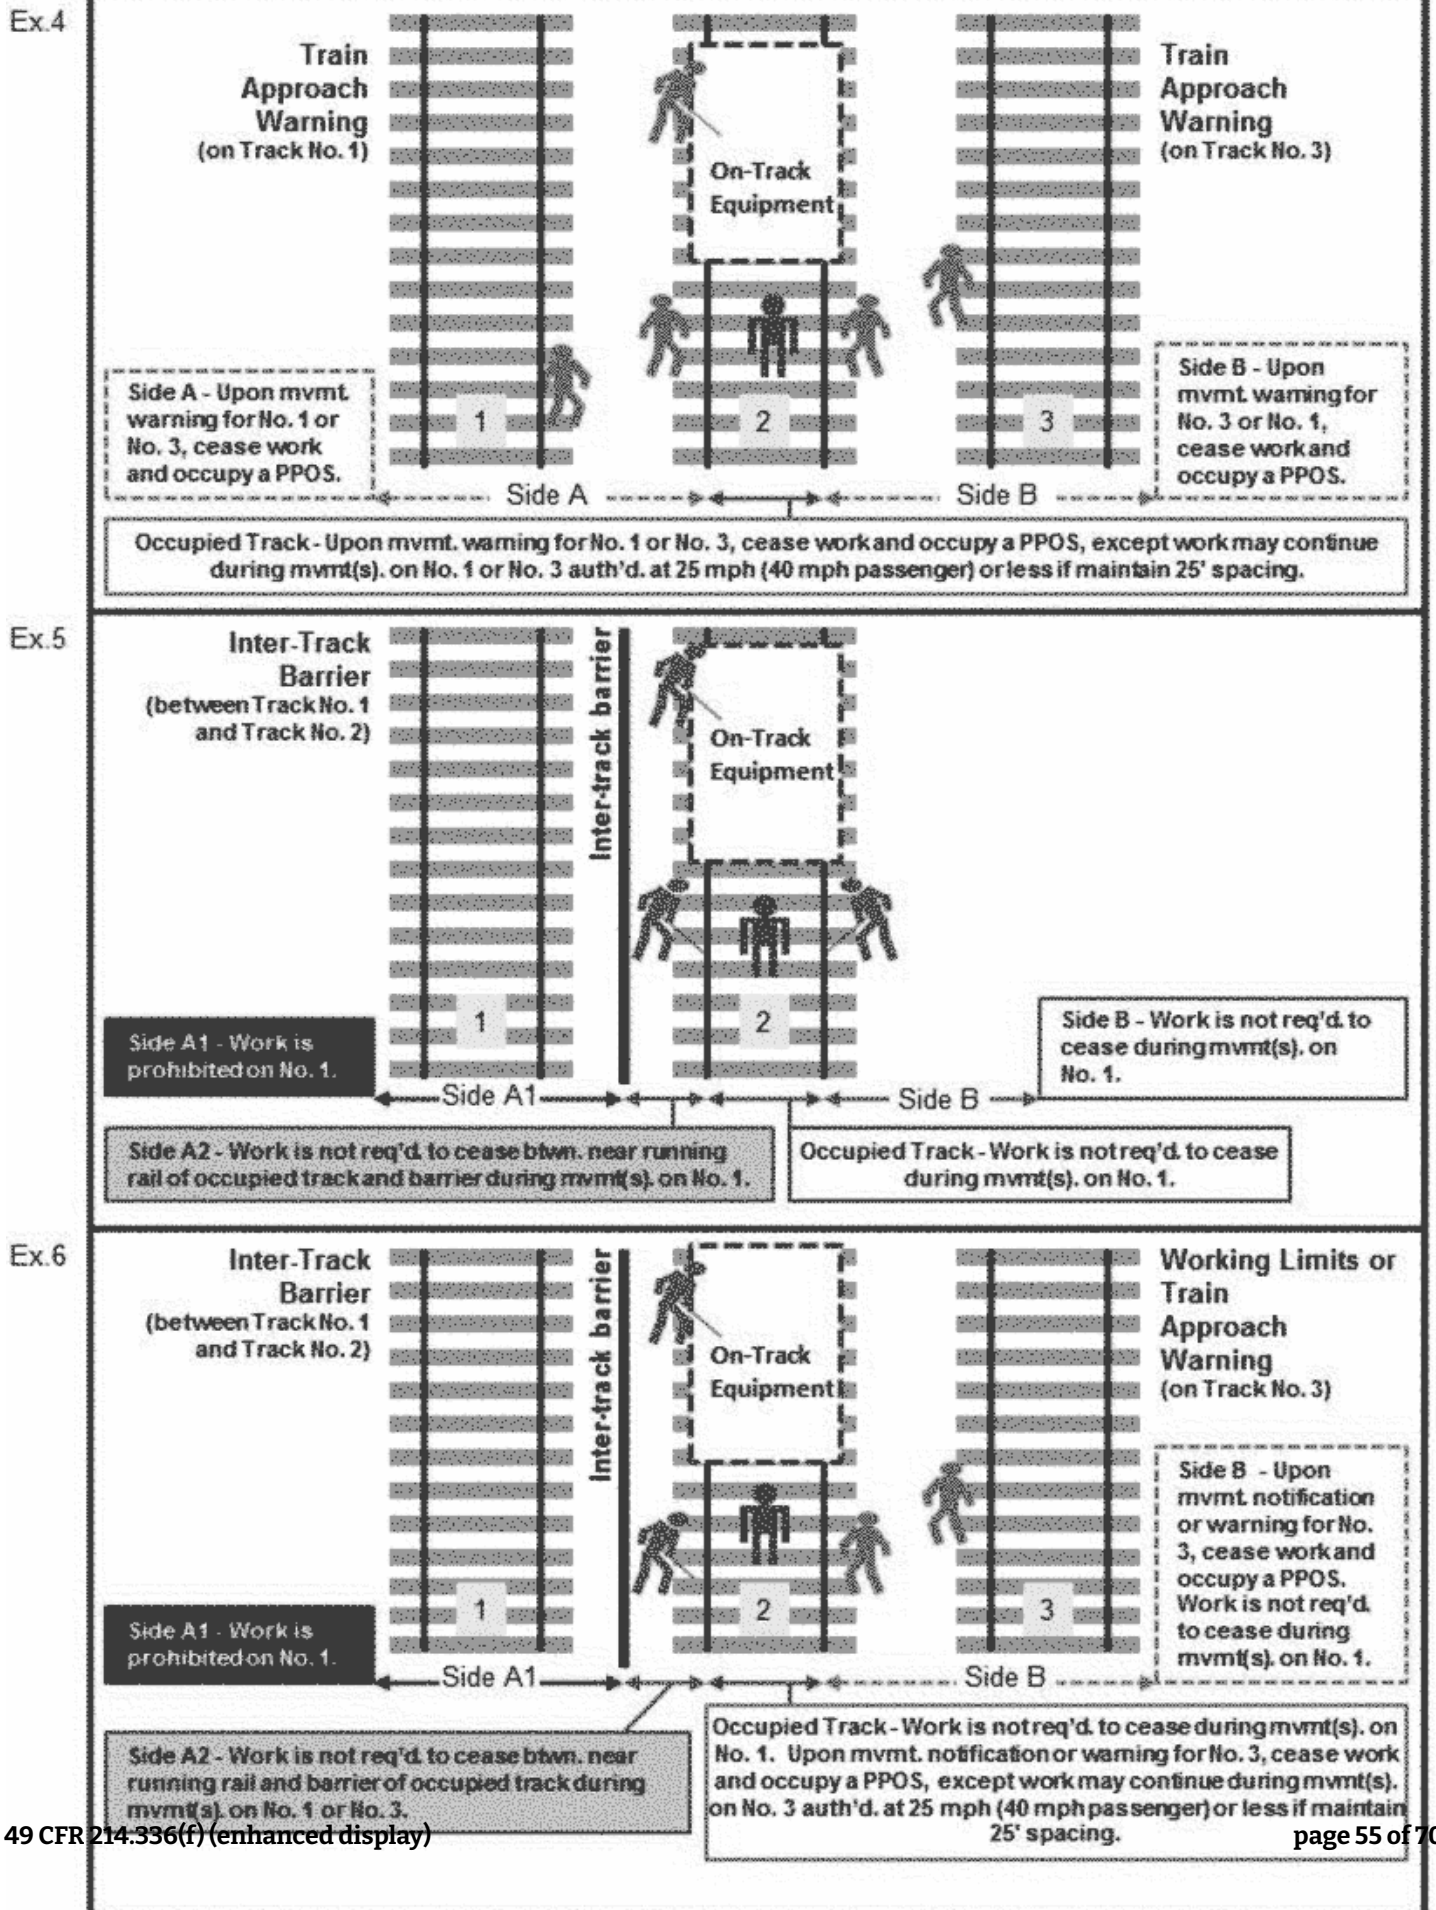 Ex.4
Train
Approach
Warning
(on Track No. 1)
On-Track
Equipment
Train
Approach
Warning
(on Track No. 3)
Side A - Upon mvmt.
warning for No. 1 or
No. 3, cease work
and occupy a PPOS.
1
2
3
Side B - Upon
mvmt. warning for
No. 3 or No. 1,
cease work and
occupy a PPOS.
Side A
Side B
Occupied Track - Upon mvmt. warning for No. 1 or No. 3, cease work and occupy a PPOS, except work may continue
during mvmt(s). on No. 1 or No. 3 auth'd. at 25 mph (40 mph passenger) or less if maintain 25' spacing.
Ex.5
Inter-Track
Barrier
(between Track No. 1
and Track No. 2)
Inter-track barrier
On-Track
Equipment
1
2
Side A1 - Work is
prohibited on No. 1.
Side B - Work is not req'd. to
cease during mvmt(s). on
No. 1.
Side A1
Side B
Side A2 - Work is not req'd. to cease btwn. near running
rail of occupied track and barrier during mvmt(s). on No. 1.
Occupied Track - Work is not req'd. to cease
during mvmt(s). on No. 1.
Ex.6
Inter-Track
Barrier
(between Track No. 1
and Track No. 2)
Inter-track barrier
On-Track
Equipment
Working Limits or
Train
Approach
Warning
(on Track No. 3)
1
2
3
Side B - Upon
mvmt. notification
or warning for No.
3, cease work and
occupy a PPOS.
Work is not req'd.
to cease during
mvmt(s). on No. 1.
Side A1 - Work is
prohibited on No. 1.
Side A1
Side B
Side A2 - Work is not req'd. to cease btwn. near
running rail and barrier of occupied track during
mvmt(s). on No. 1 or No. 3.
Occupied Track - Work is not req'd. to cease during mvmt(s). on
No. 1. Upon mvmt. notification or warning for No. 3, cease work
and occupy a PPOS, except work may continue during mvmt(s).
on No. 3 auth'd. at 25 mph (40 mph passenger) or less if maintain
25' spacing.
49 CFR 214.336(f) (enhanced display)
page 55 of 70